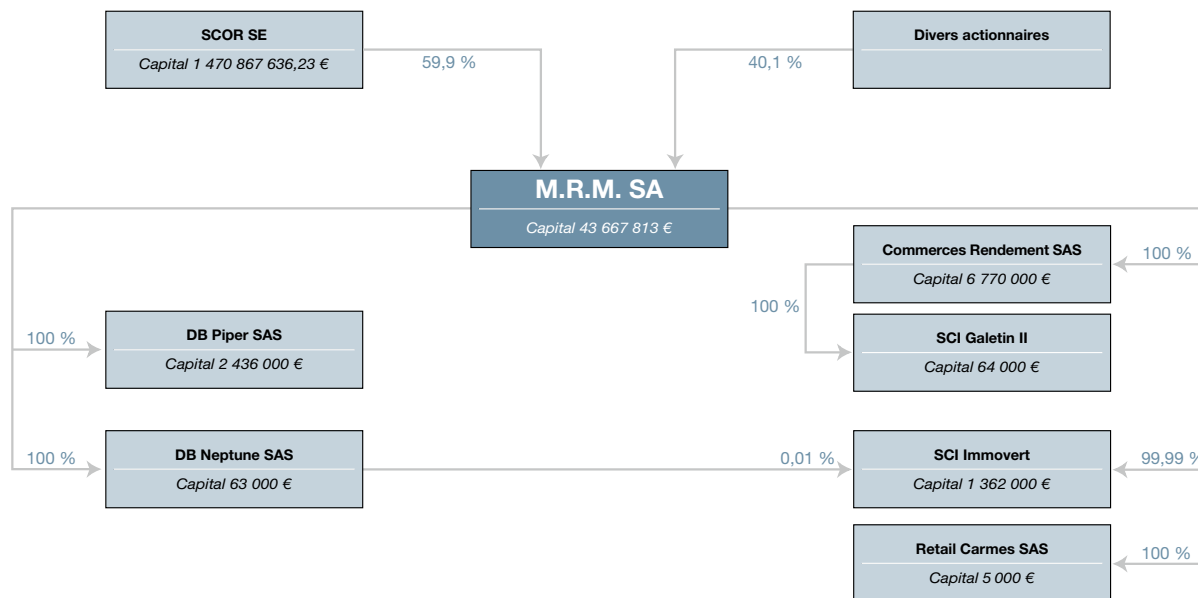 SCOR SE
Capital 1 470 867 636,23 €
59,9 %
Divers actionnaires
40,1 %
M.R.M. SA
Capital 43 667 813 €
Commerces Rendement SAS
Capital 6 770 000 €
100 %
100 %
SCI Galetin II
Capital 64 000 €
100 %
DB Piper SAS
Capital 2 436 000 €
100 %
DB Neptune SAS
Capital 63 000 €
0,01 %
SCI Immovert
Capital 1 362 000 €
99,99 %
Retail Carmes SAS
Capital 5 000 €
100 %